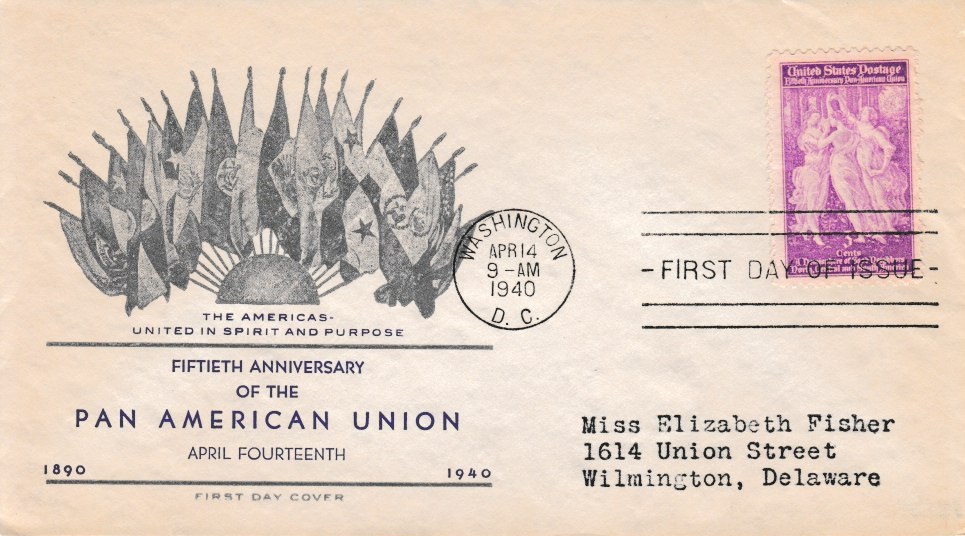 THE AMERICAS-
UNITED IN SPIRIT AND PURPOSE
FIFTIETH ANNIVERSARY
OF THE
PAN AMERICAN UNION
APRIL FOURTEENTH
1890 1940
FIRST DAY COVER
WASHINGTON
APR 14
9-AM
1940
D. C.
United States Postage
Fiftieth Anniversary Pan-American Union
Cents
-FIRST DAY OF ISSUE-
Miss Elizabeth Fisher
1614 Union Street
Wilmington, Delaware